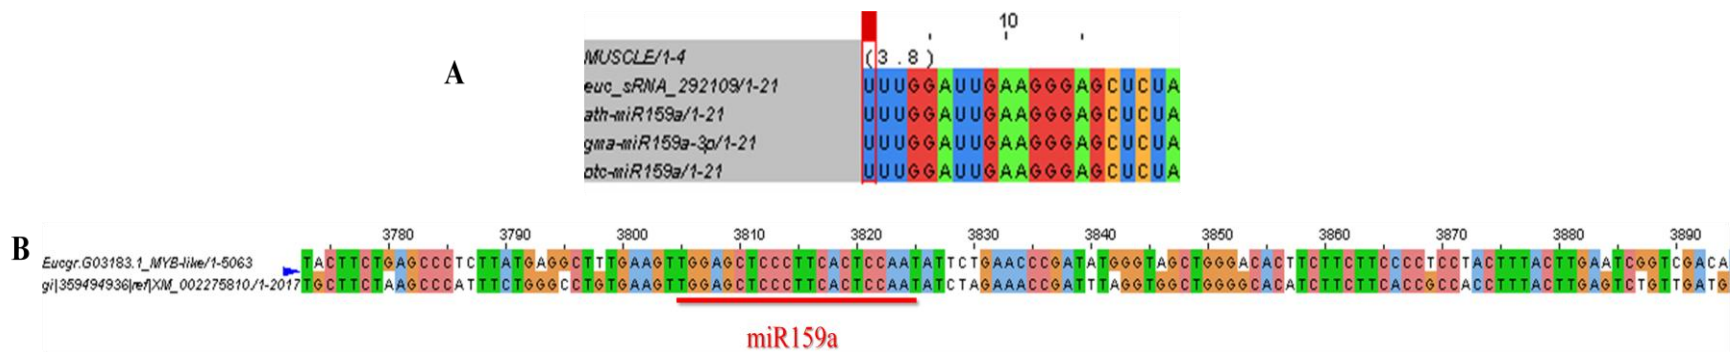 A
10
MUSCLE/1-4
(3.8)
euc_sRNA_292109/1-21 UUUGGAUUGAAGGGAGCUCUA
ath-miR159a/1-21 UUUGGAUUGAAGGGAGCUCUA
gma-miR159a-3p/1-21 UUUGGAUUGAAGGGAGCUCUA
ptc-miR159a/1-21 UUUGGAUUGAAGGGAGCUCUA
B
3780 3790 3800 3810 3820 3830 3840 3850 3860 3870 3880 3890
Eucgr.G03183.1_MYB-like/1-5063 TACTTCTGAGCCCTCTTATGAGGCTTTGAAGTTGGAGCTCCCTTCACTCCAATATTCTGAACCCGATATGGGTAGCTGGGACACTTCTTCTTCCCCTCCTACTTTACTTGAATCGGTCGACA
gi|359494936|ref|XM_002275810/1-2017 TGCTTCTAAGCCCATTTCTGGGCCTGTGAAGTTGGAGCTCCCTTCACTCCAATATCTAGAAACCGATTTAGGTGGCTGGGGCACATCTTCTTCACCGCCACCTTTACTTGAGTCTGTTGATG
miR159a